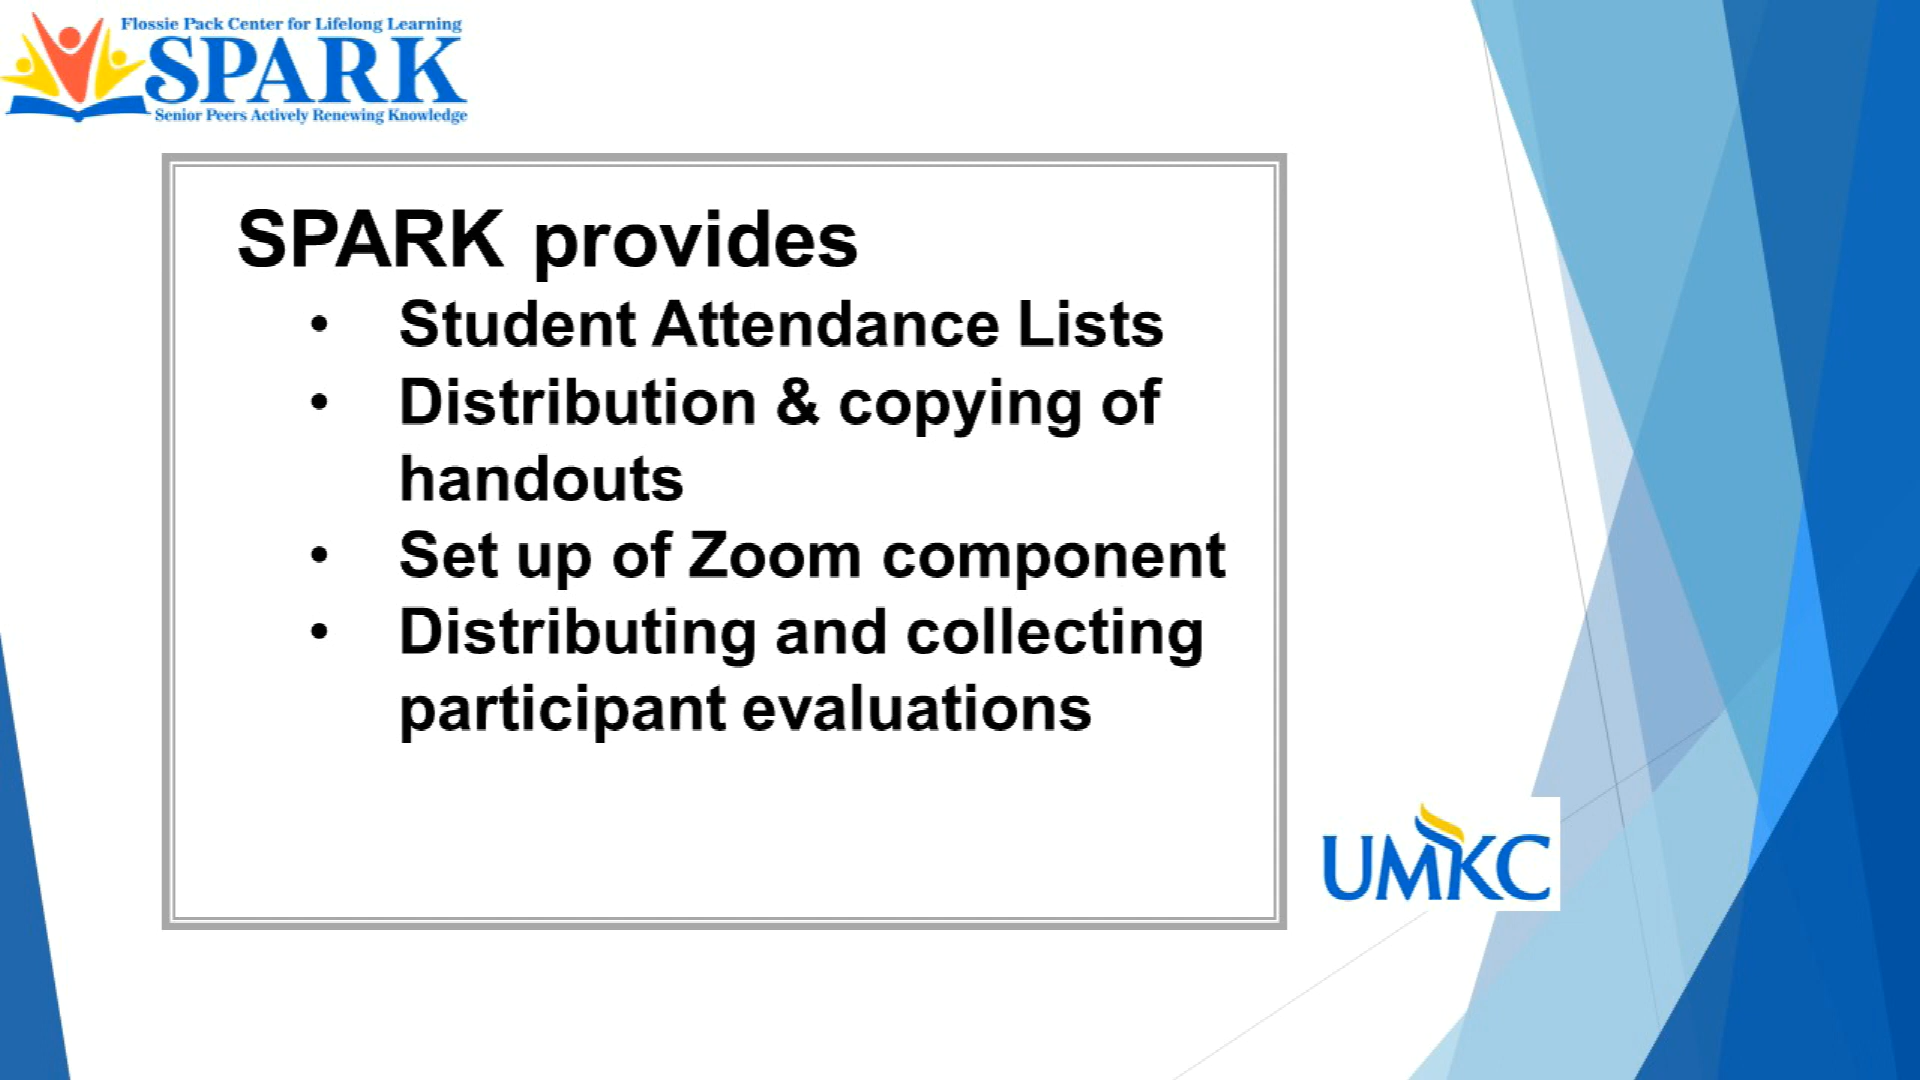 Flossie Pack Center for Lifelong Learning
SPARK
Senior Peers Actively Renewing Knowledge
SPARK provides
• Student Attendance Lists
• Distribution & copying of
handouts
• Set up of Zoom component
• Distributing and collecting
participant evaluations
UMKC